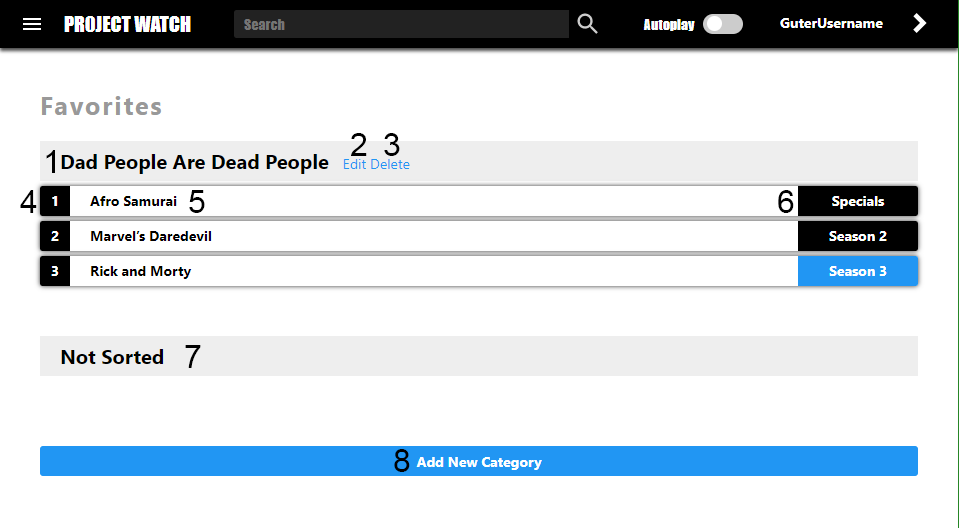 PROJECT WATCH Search Autoplay GuterUsername
Favorites
2 3
1 Dad People Are Dead People Edit Delete
4 1 Afro Samurai 5 6 Specials
2 Marvel's Daredevil Season 2
3 Rick and Morty Season 3
Not Sorted 7
8 Add New Category